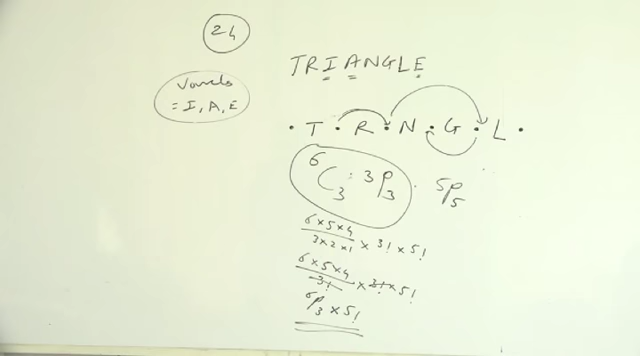 24
TRIANGLE
Vowels
= I, A, E
. T . R . N . G . L .
⁶C₃ . ³P₃ . ⁵P₅
6×5×4/3×2×1 × 3! × 5!
6×5×4/3! × 3! × 5!
⁶P₃ × 5!